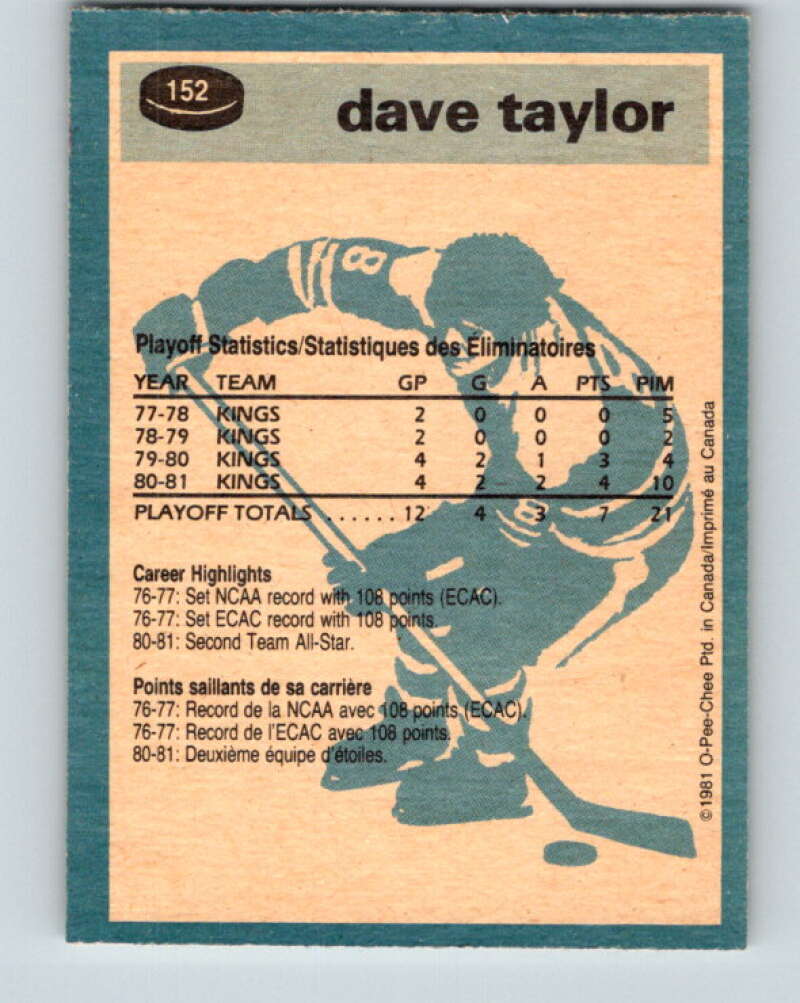 152
dave taylor
8
Playoff Statistics/Statistiques des Eliminatoires
YEAR TEAM GP G A PTS PIM
77-78 KINGS 2 0 0 0 5
78-79 KINGS 2 0 0 0 2
79-80 KINGS 4 2 1 3 4
80-81 KINGS 4 2 2 4 10
PLAYOFF TOTALS ...... 12 4 3 7 21
8
Career Highlights
76-77: Set NCAA record with 108 points (ECAC).
76-77: Set ECAC record with 108 points.
80-81: Second Team All-Star.
Points saillants de sa carrière
76-77: Record de la NCAA avec 108 points (ECAC).
76-77: Record de l'ECAC avec 108 points.
80-81: Deuxième équipe d'étoiles.
©1981 O-Pee-Chee Ptd. in Canada/Imprimé au Canada